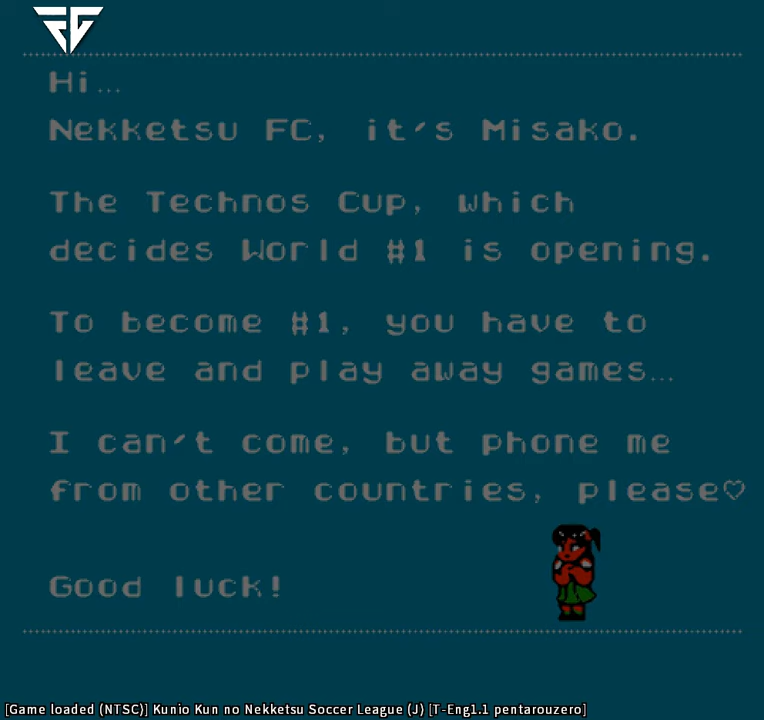 FG
Hi…
Nekketsu FC, it's Misako.
The Technos Cup, which
decides World #1 is opening.
To become #1, you have to
leave and play away games…
I can't come, but phone me
from other countries, please♡
Good luck!
[Game loaded (NTSC)] Kunio Kun no Nekketsu Soccer League (J) [T-Eng1.1 pentarouzero]